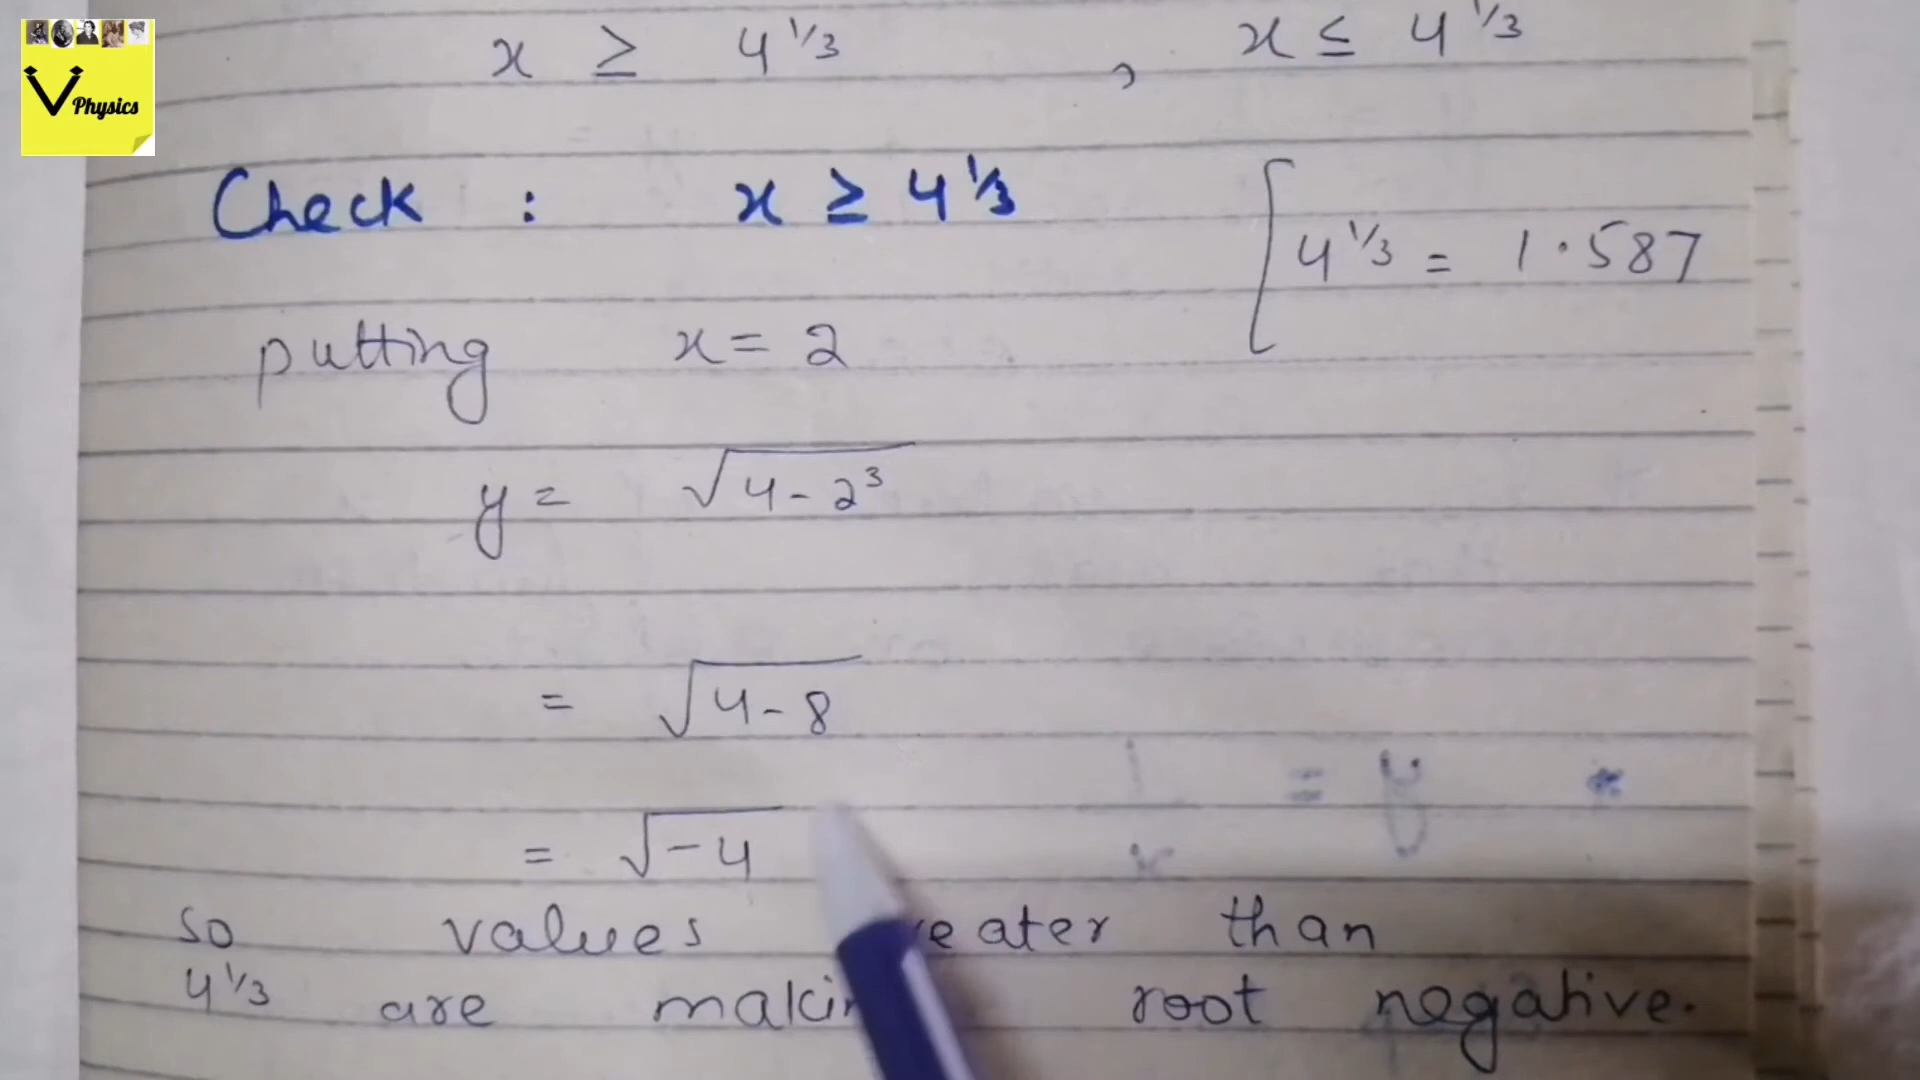 x ≥ 4^1/3 , x ≤ 4^1/3
V Physics
Check : x ≥ 4^1/3
[4^1/3 = 1.587
putting x = 2
y = √4-2³
= √4-8
= √-4
so values than
4^1/3 are root negative.